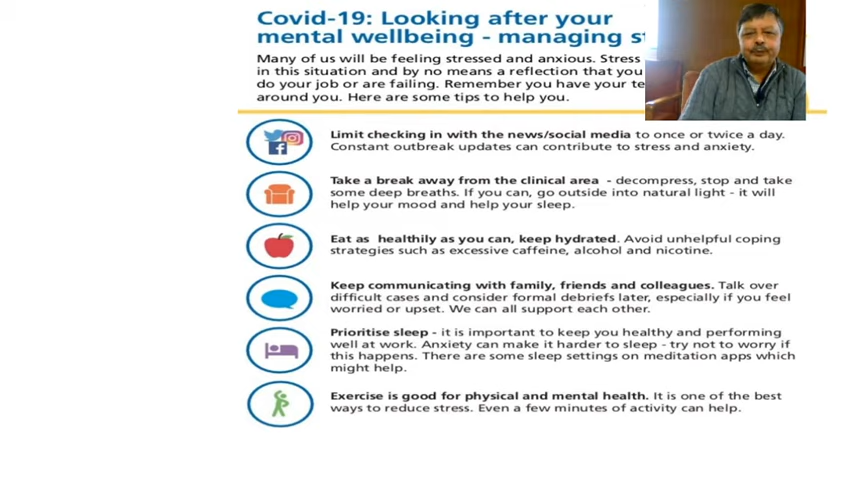 Covid-19: Looking after your
mental wellbeing - managing
Many of us will be feeling stressed and anxious. Stress
in this situation and by no means a reflection that you
do your job or are failing. Remember you have your
around you. Here are some tips to help you.
Limit checking in with the news/social media to once or twice a day.
Constant outbreak updates can contribute to stress and anxiety.
Take a break away from the clinical area - decompress, stop and take
some deep breaths. If you can, go outside into natural light - it will
help your mood and help your sleep.
Eat as healthily as you can, keep hydrated. Avoid unhelpful coping
strategies such as excessive caffeine, alcohol and nicotine.
Keep communicating with family, friends and colleagues. Talk over
difficult cases and consider formal debriefs later, especially if you feel
worried or upset. We can all support each other.
Prioritise sleep - it is important to keep you healthy and performing
well at work. Anxiety can make it harder to sleep - try not to worry if
this happens. There are some sleep settings on meditation apps which
might help.
Exercise is good for physical and mental health. It is one of the best
ways to reduce stress. Even a few minutes of activity can help.